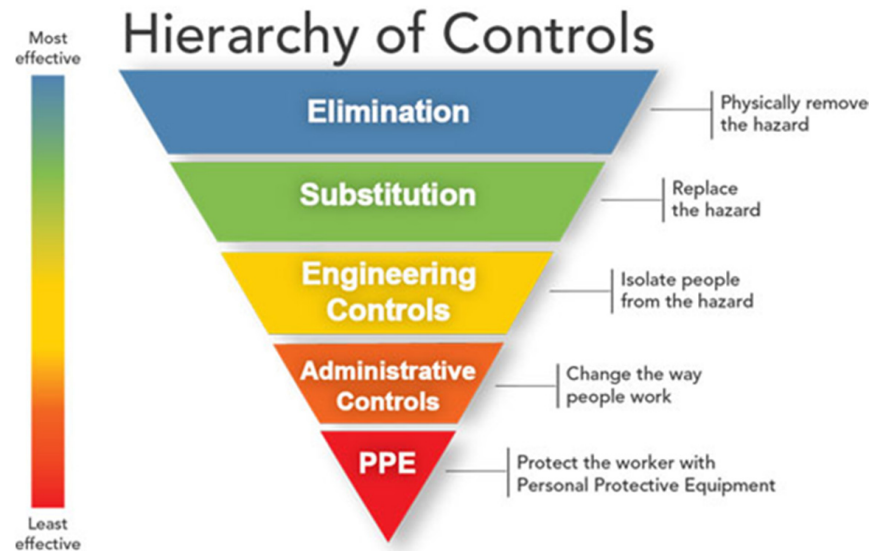 Hierarchy of Controls
Most
effective
Elimination
Physically remove
the hazard
Substitution
Replace
the hazard
Engineering
Controls
Isolate people
from the hazard
Administrative
Controls
Change the way
people work
PPE
Protect the worker with
Personal Protective Equipment
Least
effective